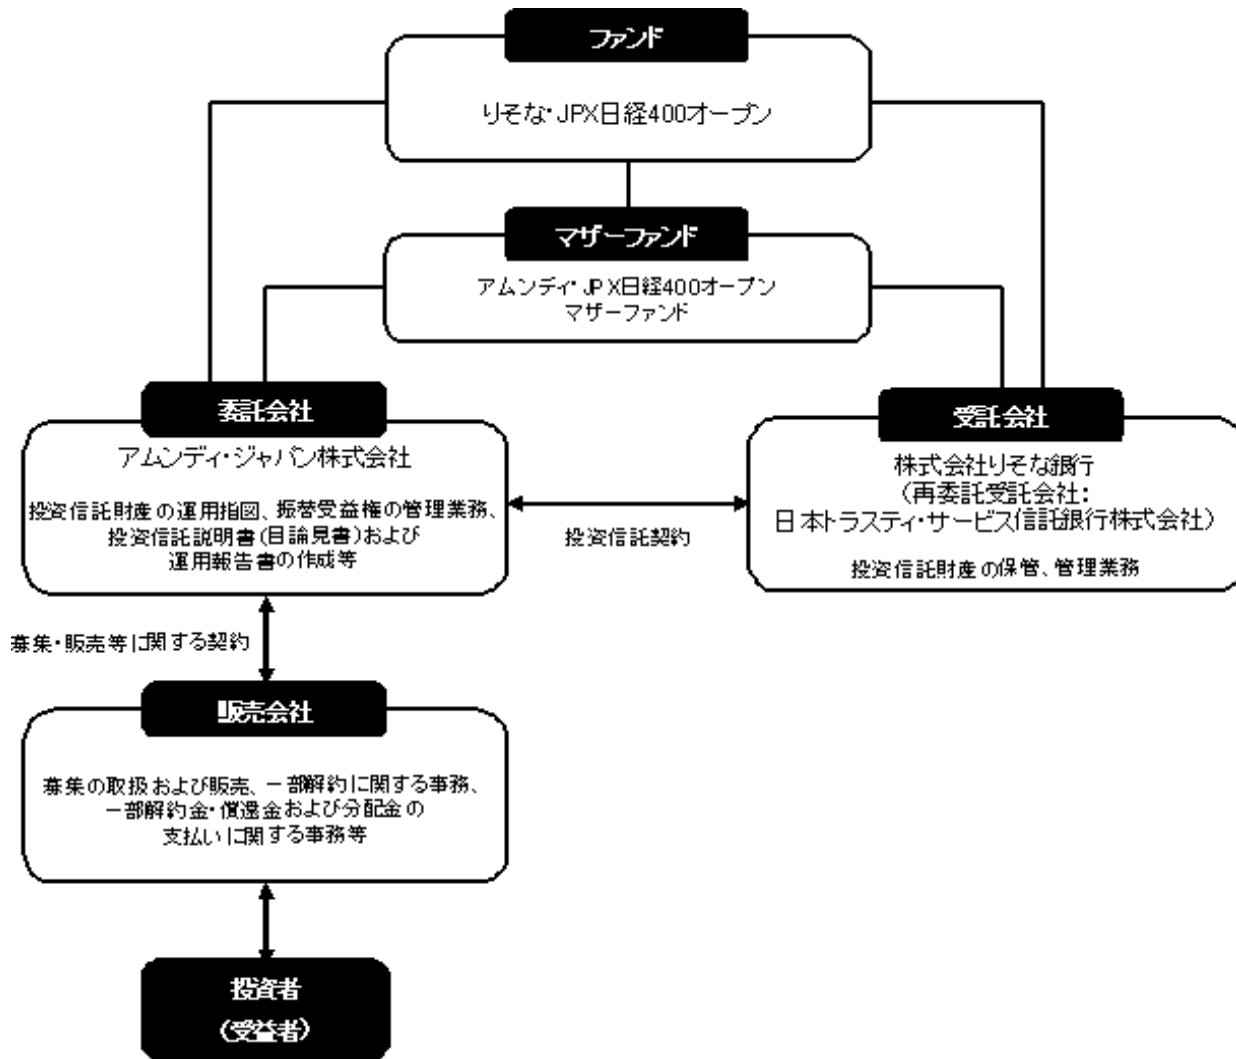 ファンド
りそな・JPX日経400オープン
マザーファンド
アムンディ・JPX日経400オープン
マザーファンド
委託会社
アムンディ・ジャパン株式会社
投資信託財産の運用指図、振替受益権の管理業務、
投資信託説明書(目論見書)および
運用報告書の作成等
受託会社
株式会社りそな銀行
(再委託受託会社:
日本トラスティ・サービス信託銀行株式会社)
投資信託財産の保管、管理業務
投資信託契約
募集・販売等に関する契約
販売会社
募集の取扱および販売、一部解約に関する事務、
一部解約金・償還金および分配金の
支払いに関する事務等
投資者
(受益者)